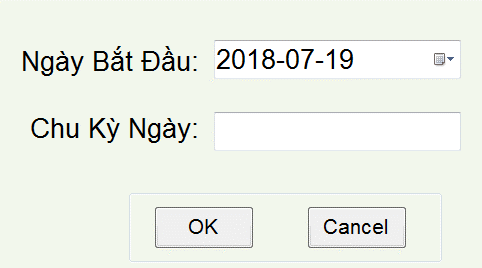 Ngày Bắt Đầu: 2018-07-19
Chu Kỳ Ngày:
OK Cancel